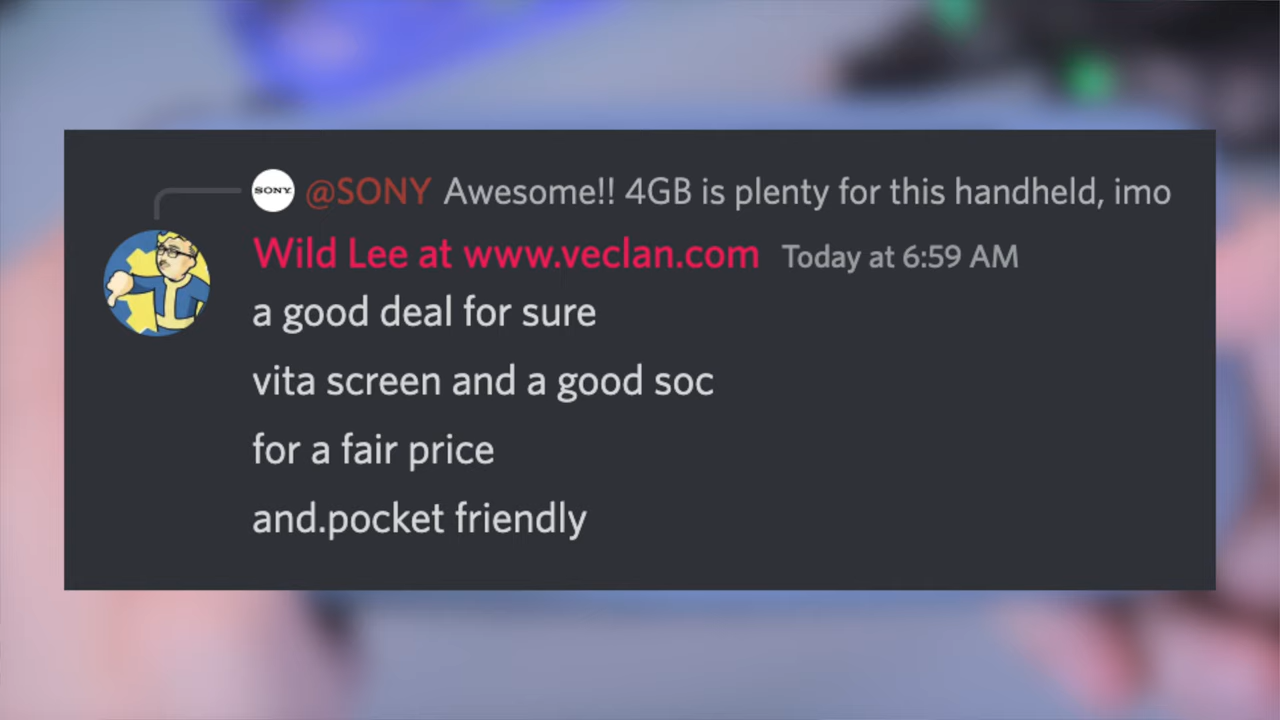 SONY @SONY Awesome!! 4GB is plenty for this handheld, imo
Wild Lee at www.veclan.com Today at 6:59 AM
a good deal for sure
vita screen and a good soc
for a fair price
and.pocket friendly